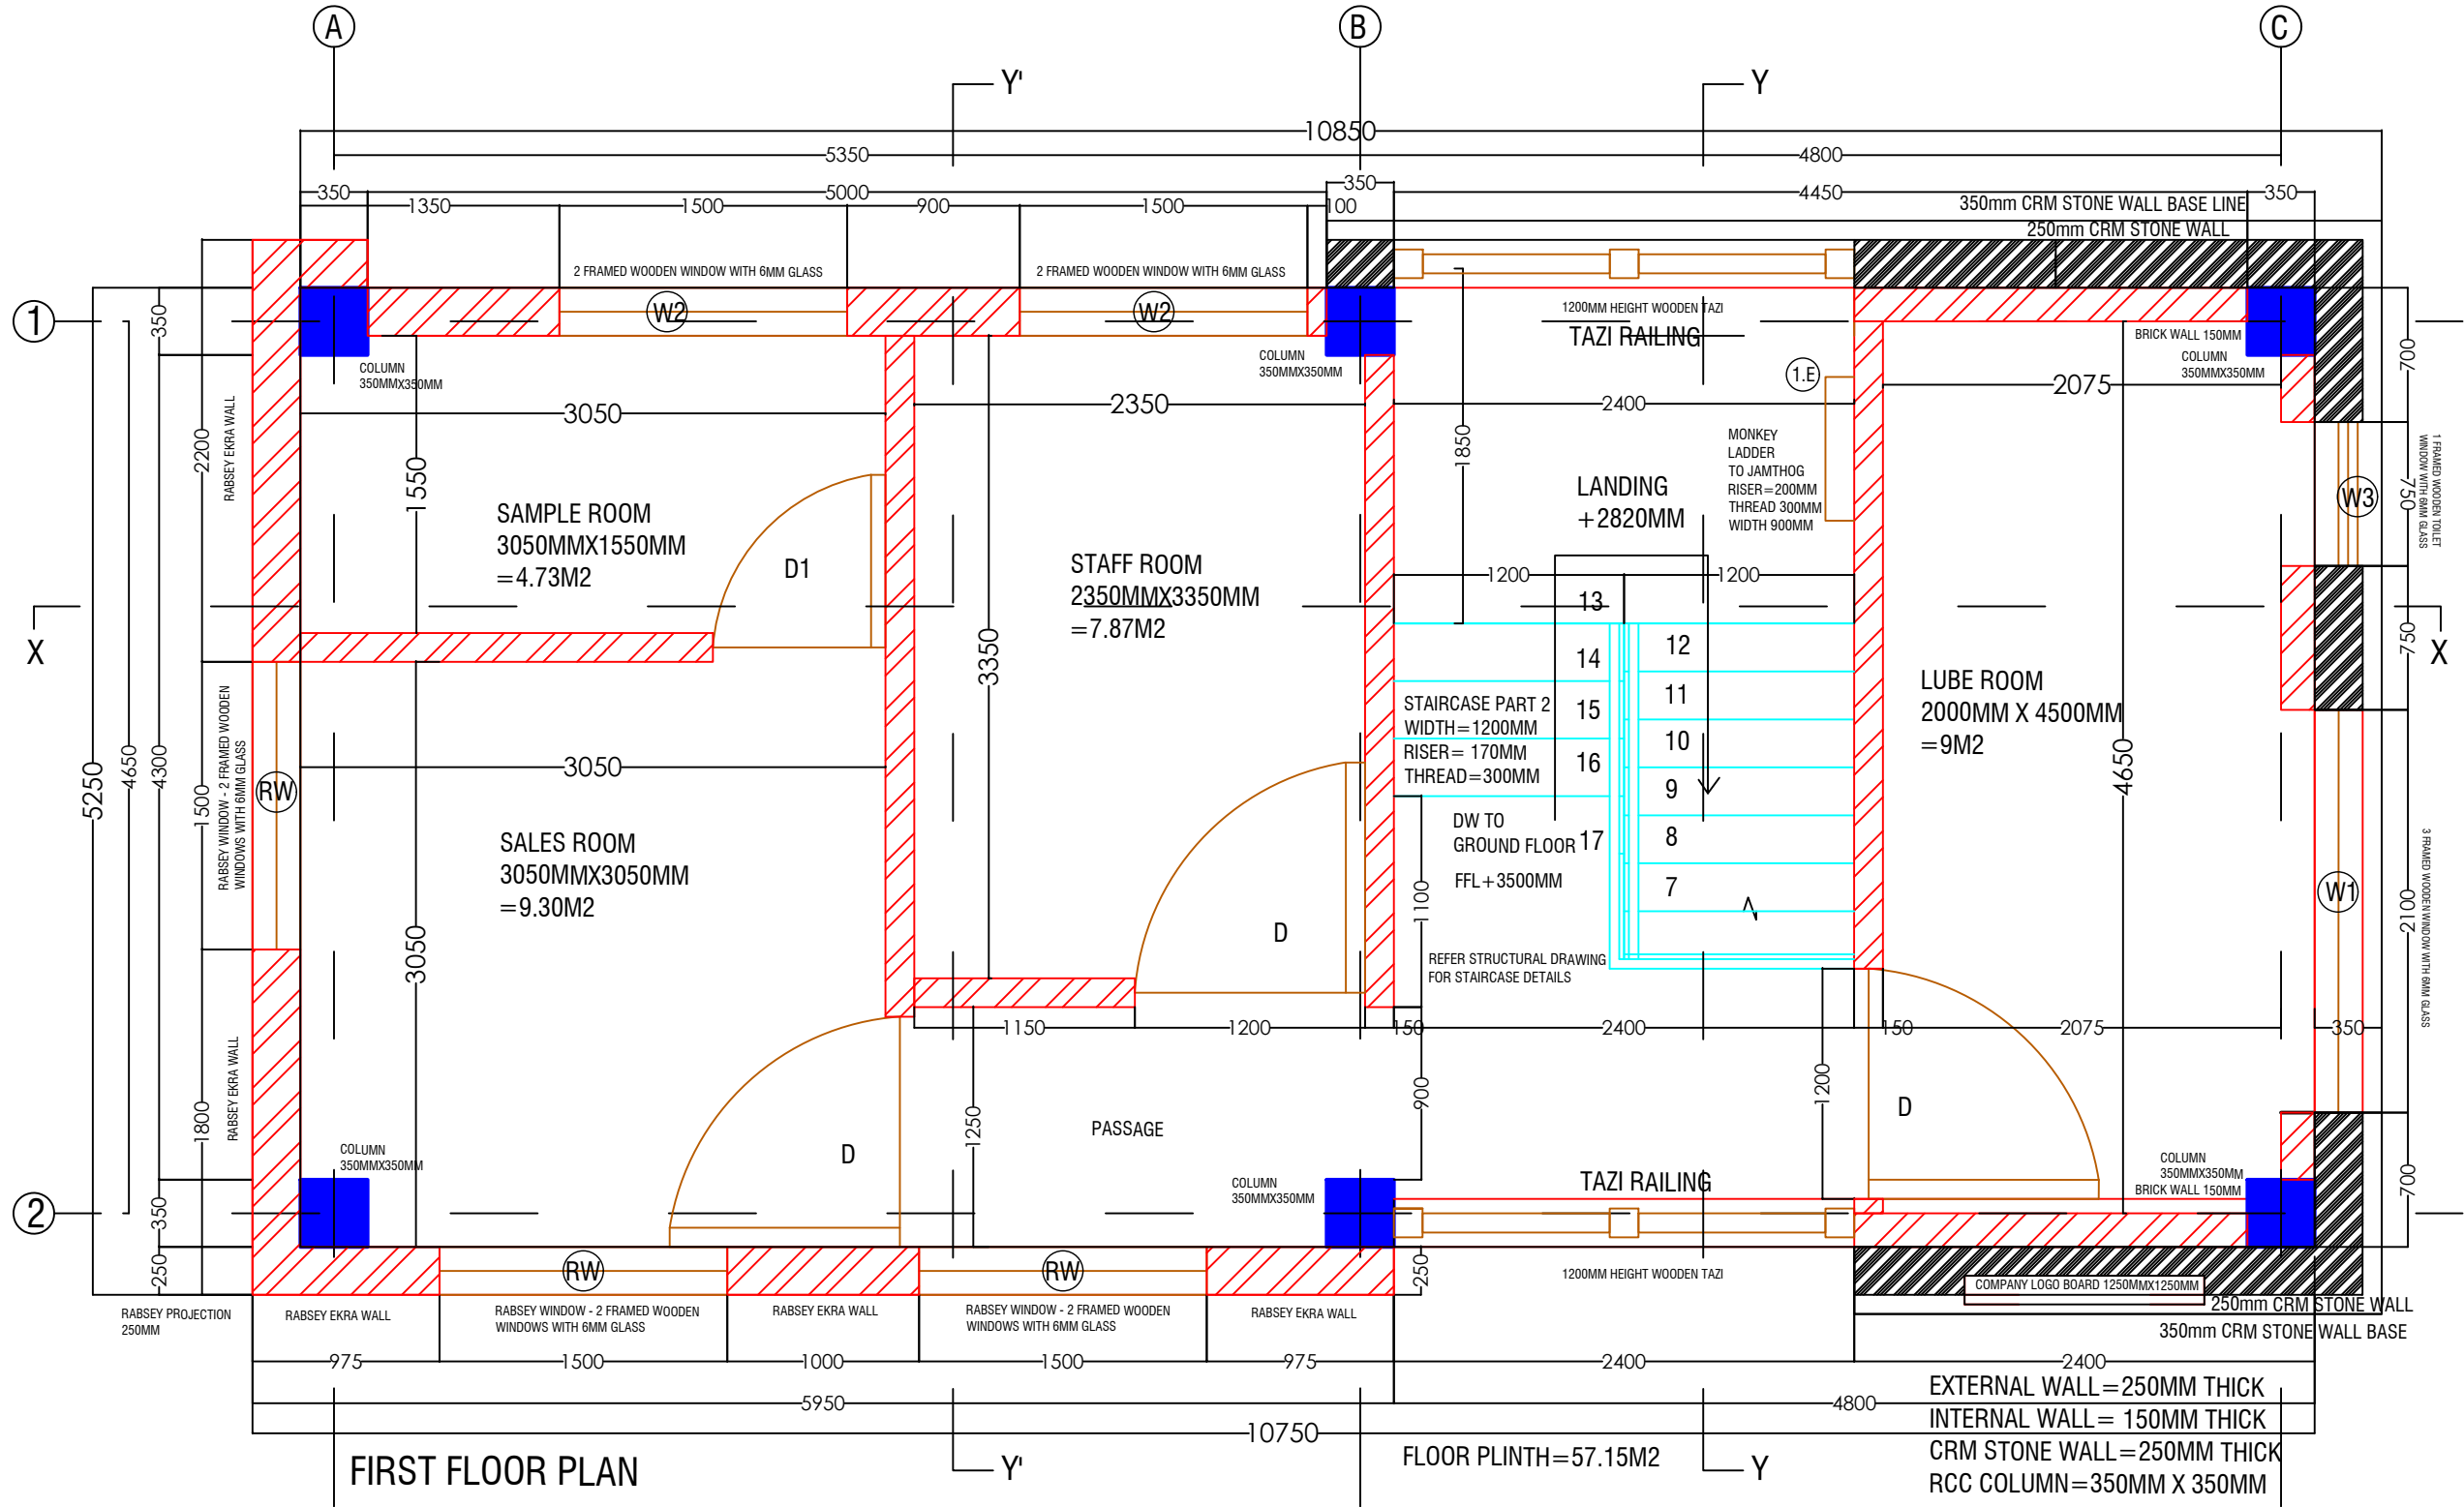 A
B
C
Y'
Y
10850
5350
4800
350
5000
350
4450
350
1350
1500
900
1500
100
350mm CRM STONE WALL BASE LINE
250mm CRM STONE WALL
2 FRAMED WOODEN WINDOW WITH 6MM GLASS
2 FRAMED WOODEN WINDOW WITH 6MM GLASS
1
W2
W2
350
1200MM HEIGHT WOODEN TAZI
TAZI RAILING
BRICK WALL 150MM
COLUMN
350MMX350MM
COLUMN
350MMX350MM
COLUMN
350MMX350MM
700
1.E
3050
2350
2400
2075
RABSEY EKRA WALL
2200
1550
1850
MONKEY
LADDER
TO JAMTHOG
RISER=200MM
THREAD 300MM
WIDTH 900MM
1 FRAMED WOODEN TOILET
WINDOW WITH 6MM GLASS
W3
750
SAMPLE ROOM
3050MMX1550MM
=4.73M2
D1
STAFF ROOM
2350MMX3350MM
=7.87M2
LANDING
+2820MM
1200
1200
X
X
750
13
14
15
16
17
12
11
10
9
8
7
3350
STAIRCASE PART 2
WIDTH=1200MM
RISER= 170MM
THREAD=300MM
LUBE ROOM
2000MM X 4500MM
=9M2
4650
5250
4650
4300
1500
RABSEY WINDOW - 2 FRAMED WOODEN
WINDOWS WITH 6MM GLASS
RW
3050
SALES ROOM
3050MMX3050MM
=9.30M2
3050
DW TO
GROUND FLOOR
FFL+3500MM
1100
W1
2100
3 FRAMED WOODEN WINDOW WITH 6MM GLASS
D
REFER STRUCTURAL DRAWING
FOR STAIRCASE DETAILS
1150
1200
150
2400
150
2075
350
1800
RABSEY EKRA WALL
1250
PASSAGE
900
1200
D
D
COLUMN
350MMX350MM
COLUMN
350MMX350MM
COLUMN
350MMX350MM
BRICK WALL 150MM
700
TAZI RAILING
2
350
250
RW
RW
250
1200MM HEIGHT WOODEN TAZI
COMPANY LOGO BOARD 1250MMX1250MM
250mm CRM STONE WALL
350mm CRM STONE WALL BASE
RABSEY PROJECTION
250MM
RABSEY EKRA WALL
RABSEY WINDOW - 2 FRAMED WOODEN
WINDOWS WITH 6MM GLASS
RABSEY EKRA WALL
RABSEY WINDOW - 2 FRAMED WOODEN
WINDOWS WITH 6MM GLASS
RABSEY EKRA WALL
975
1500
1000
1500
975
2400
2400
5950
4800
10750
EXTERNAL WALL=250MM THICK
INTERNAL WALL= 150MM THICK
CRM STONE WALL=250MM THICK
RCC COLUMN=350MM X 350MM
FIRST FLOOR PLAN
Y'
FLOOR PLINTH=57.15M2
Y